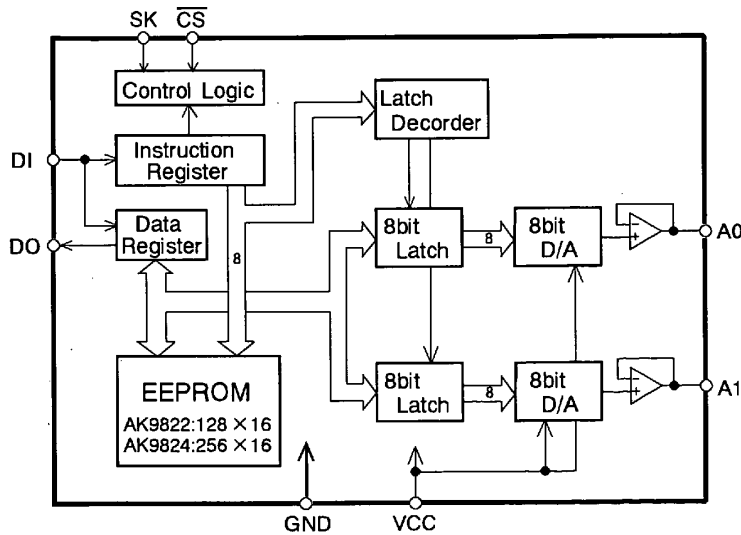 SK
CS
Control Logic
Latch
Decorder
DI
Instruction
Register
DO
Data
Register
8
8bit
Latch
8
8bit
D/A
−
+
A0
EEPROM
AK9822:128 × 16
AK9824:256 × 16
8bit
Latch
8
8bit
D/A
−
+
A1
GND
VCC